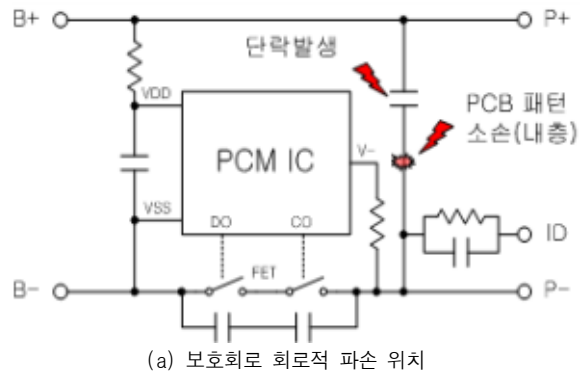 B+
P+
단락발생
VDD
PCB 패턴
소손(내층)
PCM IC
V-
VSS
DO
CO
ID
FET
B-
P-
(a) 보호회로 회로적 파손 위치